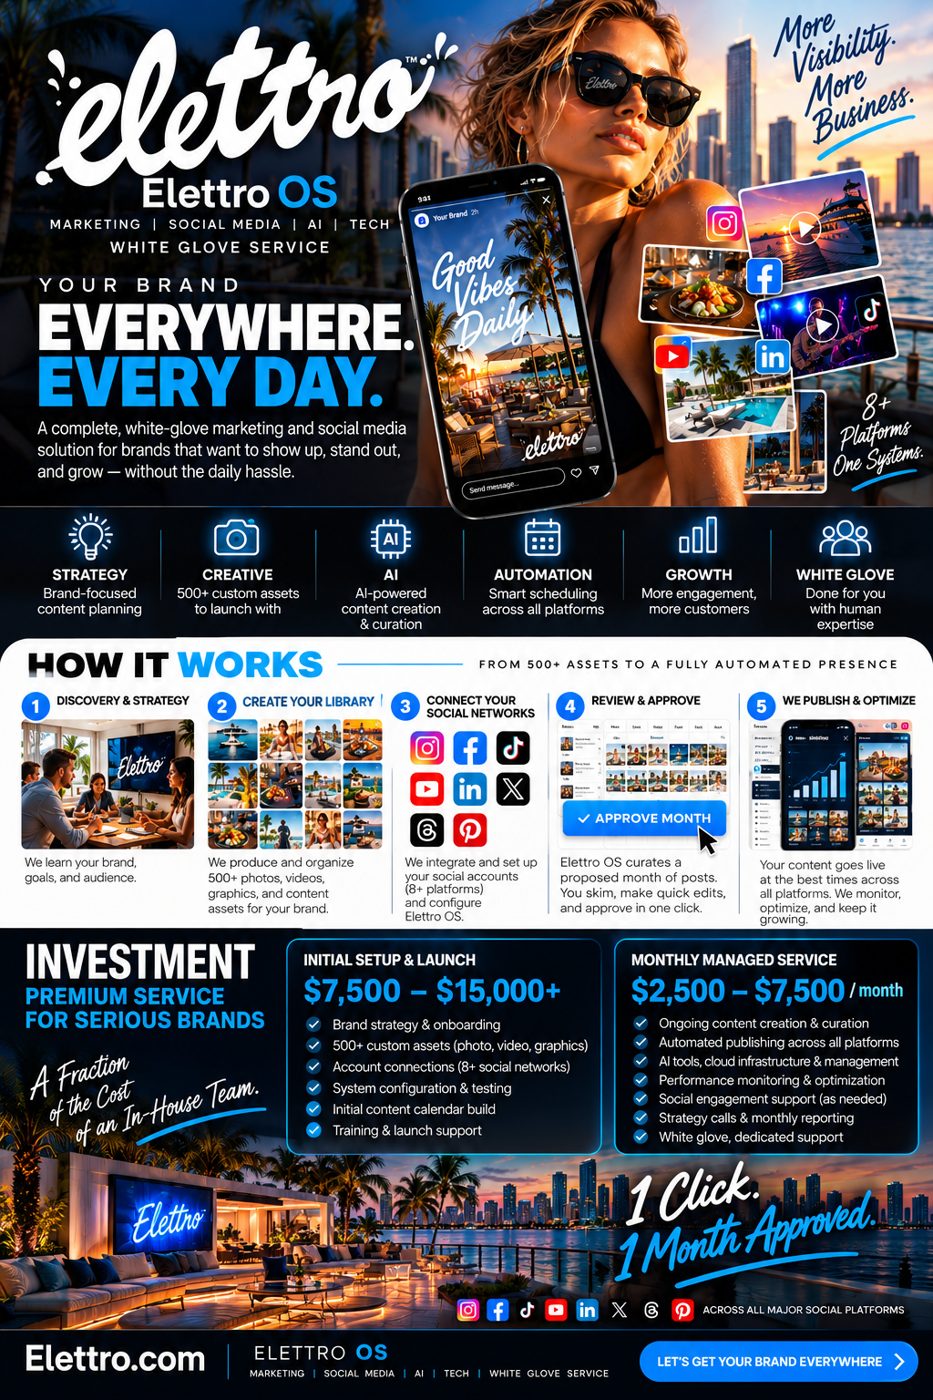 elettro™
Elettro OS
MARKETING | SOCIAL MEDIA | AI | TECH
WHITE GLOVE SERVICE
YOUR BRAND
EVERYWHERE.
EVERY DAY.
A complete, white-glove marketing and social media
solution for brands that want to show up, stand out,
and grow — without the daily hassle.
Elettro
More
Visibility.
More
Business.
9:41
Your Brand 2h
Good
Vibes
Daily
elettro
Send message...
8+
Platforms
One Systems.
STRATEGY
Brand-focused
content planning
CREATIVE
500+ custom assets
to launch with
AI
AI
AI-powered
content creation
& curation
AUTOMATION
Smart scheduling
across all platforms
GROWTH
More engagement,
more customers
WHITE GLOVE
Done for you
with human
expertise
HOW IT WORKS
FROM 500+ ASSETS TO A FULLY AUTOMATED PRESENCE
1 DISCOVERY & STRATEGY
Elettro
We learn your brand,
goals, and audience.
2 CREATE YOUR LIBRARY
We produce and organize
500+ photos, videos,
graphics, and content
assets for your brand.
3 CONNECT YOUR
SOCIAL NETWORKS
We integrate and set up
your social accounts
(8+ platforms)
and configure
Elettro OS.
4 REVIEW & APPROVE
APPROVE MONTH
Elettro OS curates a
proposed month of posts.
You skim, make quick edits,
and approve in one click.
5 WE PUBLISH & OPTIMIZE
Your content goes live
at the best times across
all platforms. We monitor,
optimize, and keep it
growing.
INVESTMENT
PREMIUM SERVICE
FOR SERIOUS BRANDS
A Fraction
of the Cost
of an In-House Team.
INITIAL SETUP & LAUNCH
$7,500 – $15,000+
Brand strategy & onboarding
500+ custom assets (photo, video, graphics)
Account connections (8+ social networks)
System configuration & testing
Initial content calendar build
Training & launch support
MONTHLY MANAGED SERVICE
$2,500 – $7,500 / month
Ongoing content creation & curation
Automated publishing across all platforms
AI tools, cloud infrastructure & management
Performance monitoring & optimization
Social engagement support (as needed)
Strategy calls & monthly reporting
White glove, dedicated support
Elettro
1 Click.
1 Month Approved.
ACROSS ALL MAJOR SOCIAL PLATFORMS
Elettro.com
ELETTRO OS
MARKETING | SOCIAL MEDIA | AI | TECH | WHITE GLOVE SERVICE
LET'S GET YOUR BRAND EVERYWHERE